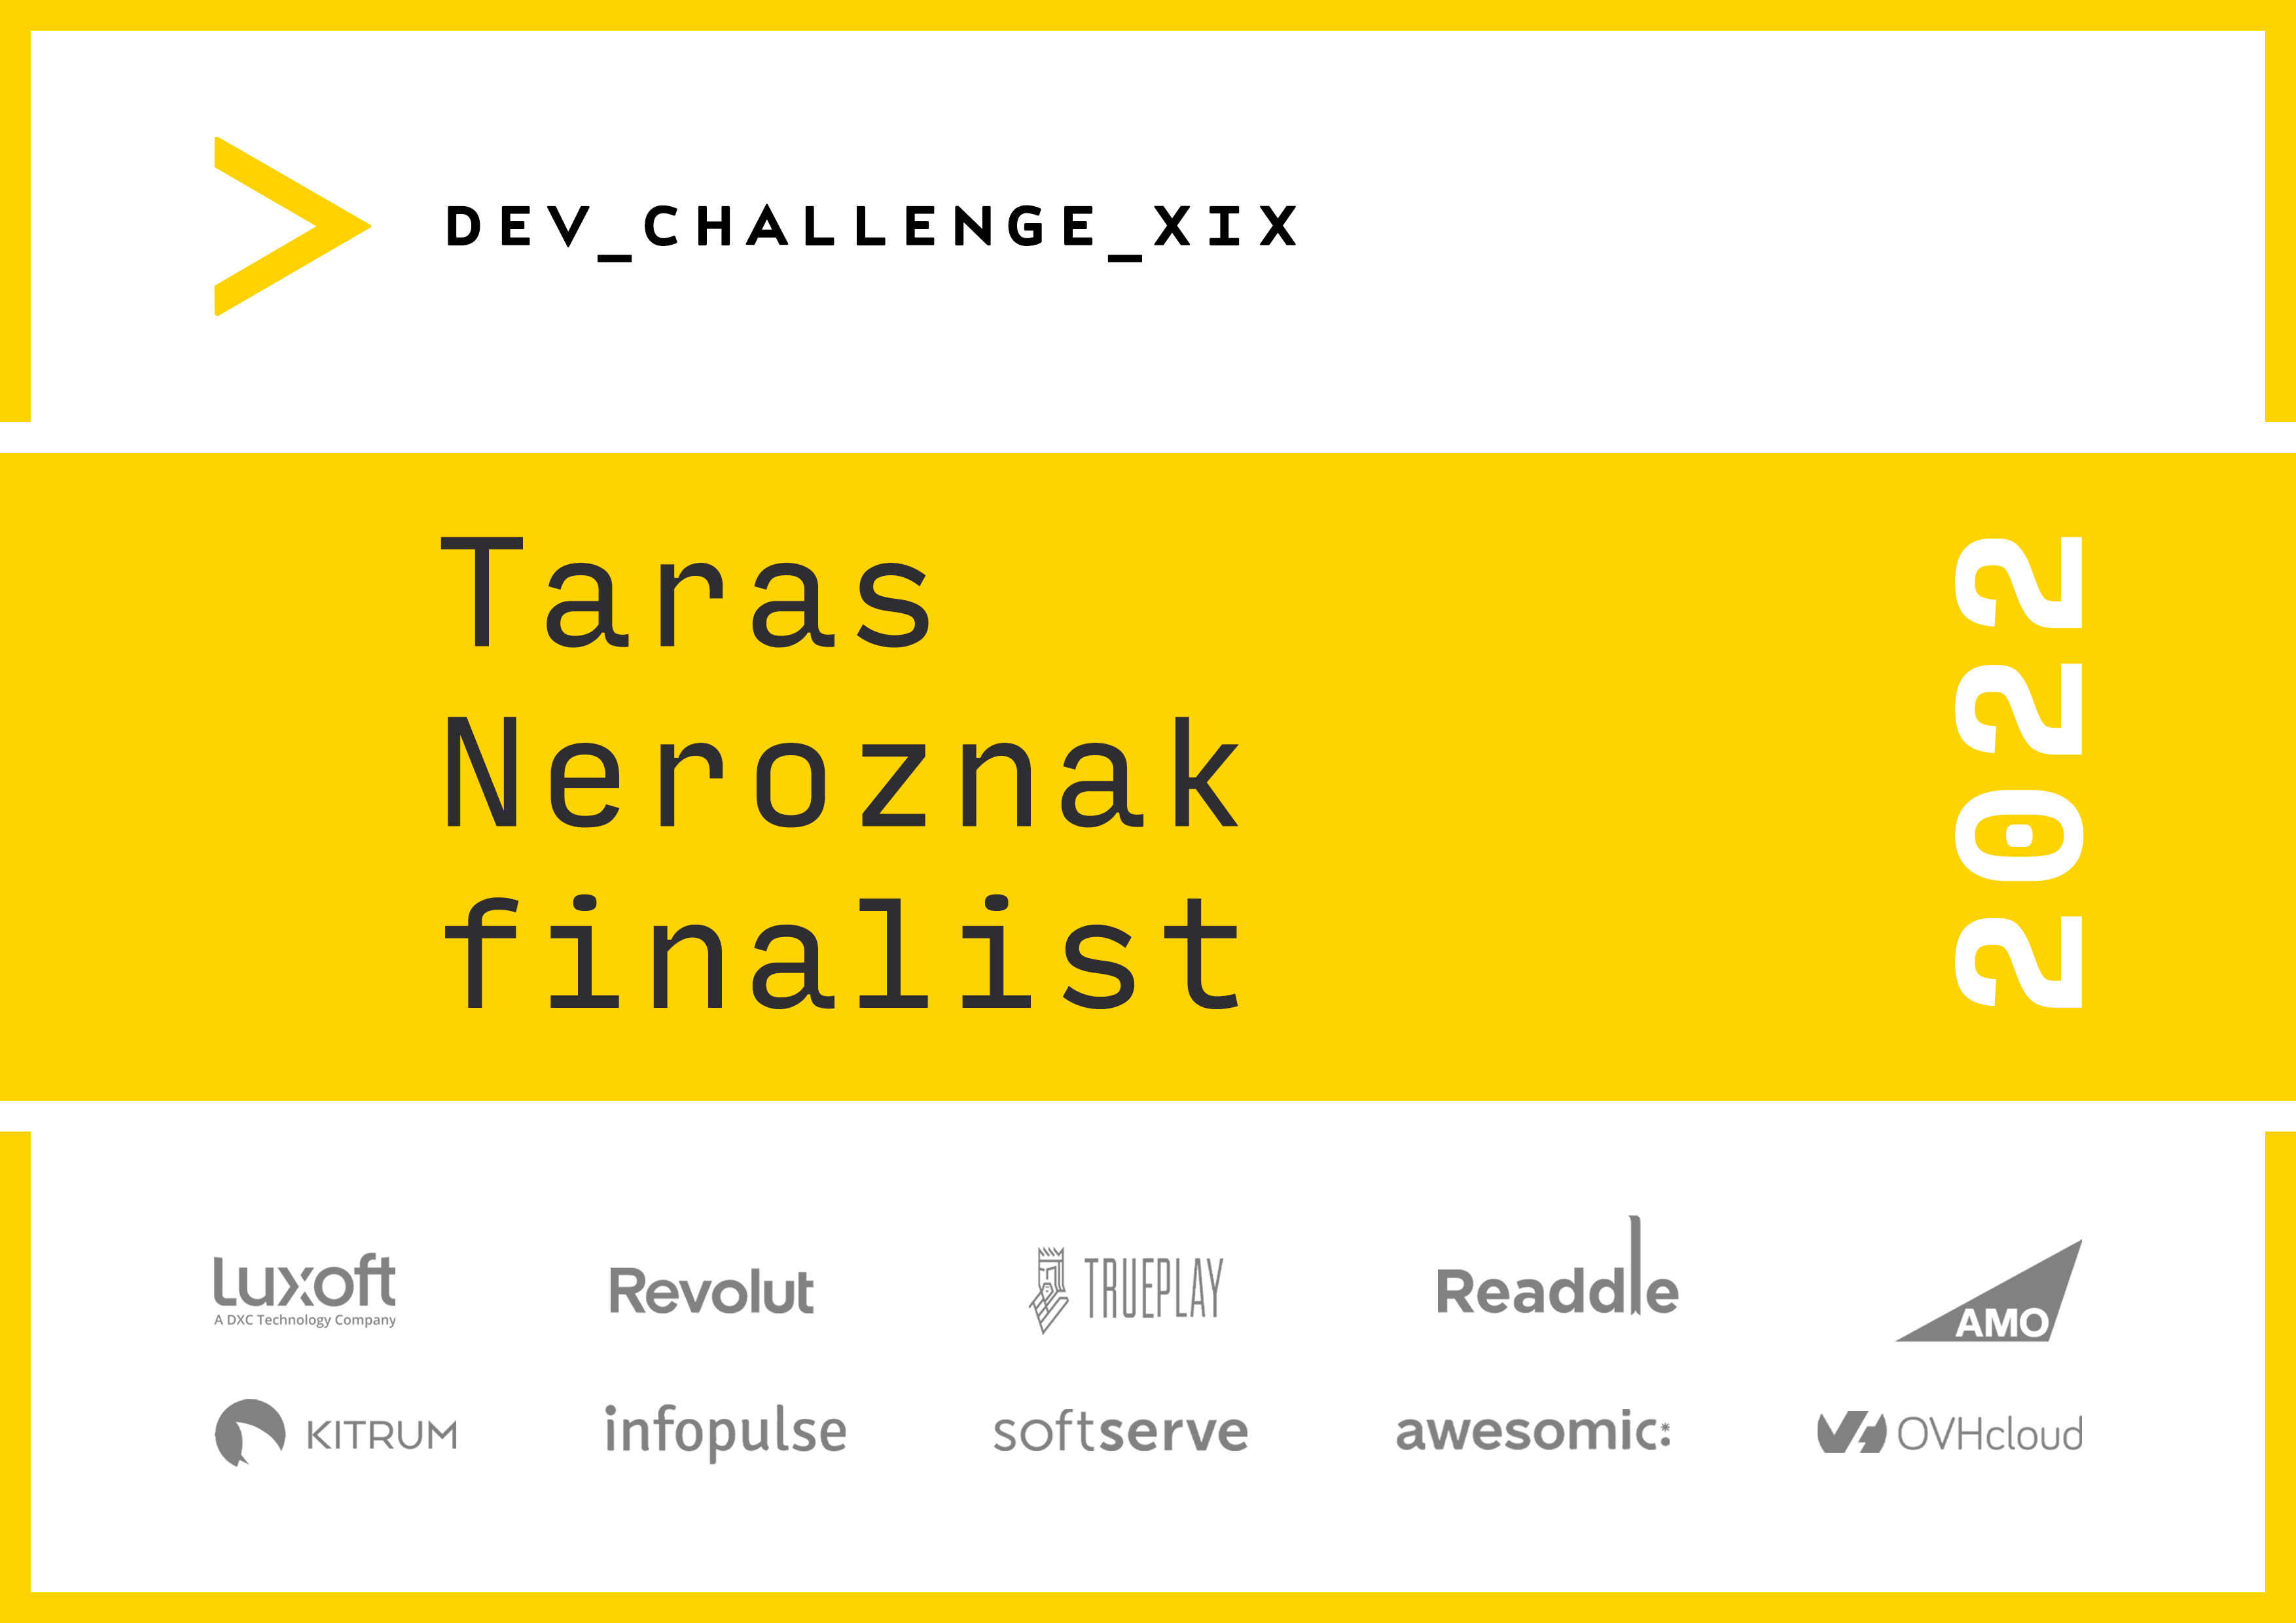 DEV_CHALLENGE_XIX
Taras
Neroznak
finalist
2022
luxoft
A DXC Technology Company
Revolut
TRUEPLAY
Readdle
AMO
KITRUM
infopulse
softserve
awesomic
OVHcloud